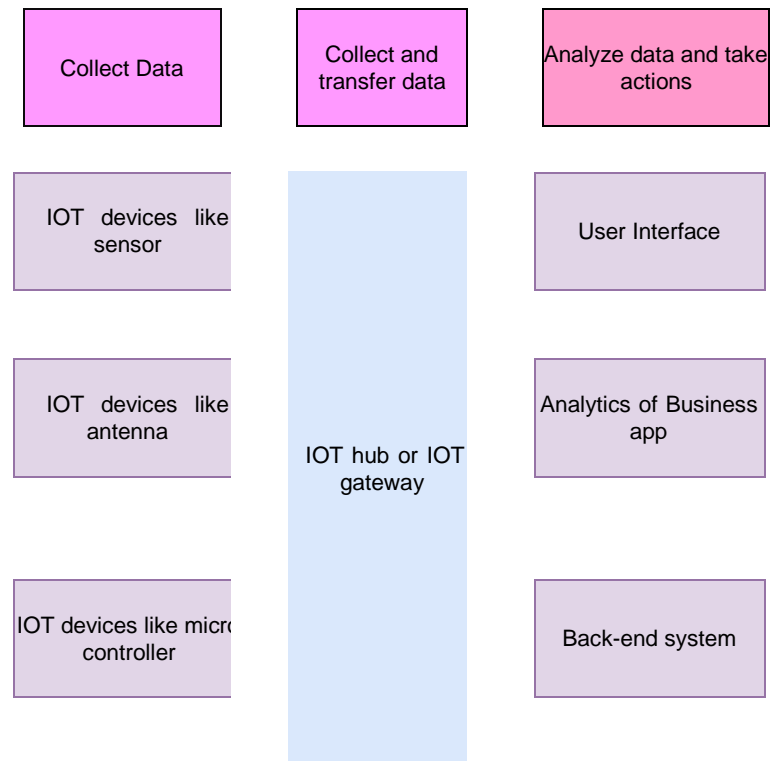 Collect Data
Collect and
transfer data
Analyze data and take
actions
IOT devices like
sensor
User Interface
IOT devices like
antenna
Analytics of Business
app
IOT hub or IOT
gateway
IOT devices like micro
controller
Back-end system